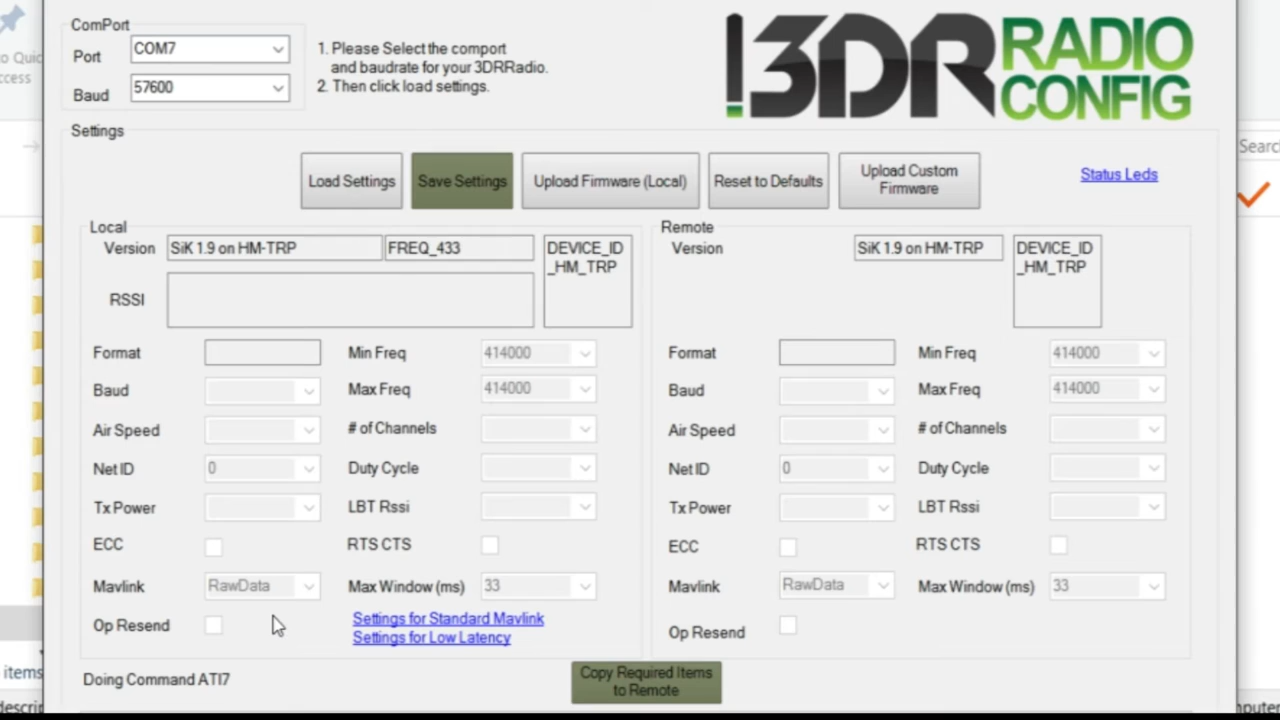 ComPort
Port COM7
Baud 57600
1. Please Select the comport
and baudrate for your 3DRRadio.
2. Then click load settings.
!3DR RADIO CONFIG
to Quic
ccess
Searc
Settings
Load Settings Save Settings Upload Firmware (Local) Reset to Defaults Upload Custom Firmware Status Leds
Local
Version SiK 1.9 on HM-TRP FREQ_433 DEVICE_ID
_HM_TRP
RSSI
Format Min Freq 414000
Baud Max Freq 414000
Air Speed # of Channels
Net ID 0 Duty Cycle
Tx Power LBT Rssi
ECC RTS CTS
Mavlink RawData Max Window (ms) 33
Op Resend Settings for Standard Mavlink
Settings for Low Latency
Remote
Version SiK 1.9 on HM-TRP DEVICE_ID
_HM_TRP
Format Min Freq 414000
Baud Max Freq 414000
Air Speed # of Channels
Net ID 0 Duty Cycle
Tx Power LBT Rssi
ECC RTS CTS
Mavlink RawData Max Window (ms) 33
Op Resend
Doing Command ATI7
Copy Required Items
to Remote
items
descrip
nputer